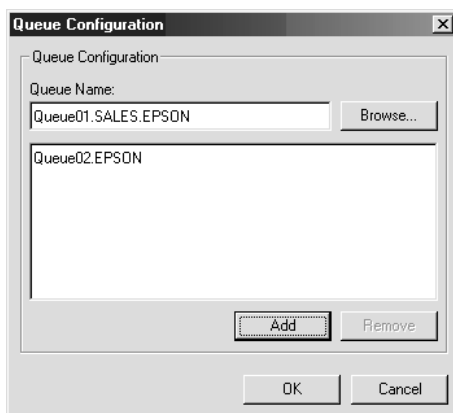 Queue Configuration
Queue Configuration
Queue Name:
Queue01.SALES.EPSON
Browse...
Queue02.EPSON
Add
Remove
OK
Cancel